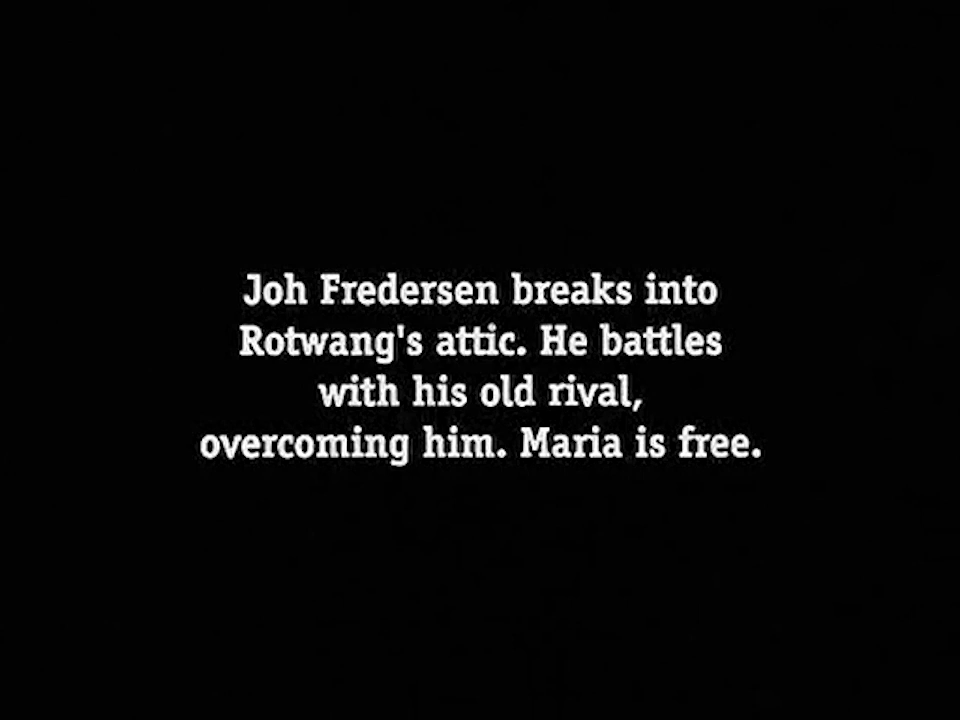 Joh Fredersen breaks into
Rotwang's attic. He battles
with his old rival,
overcoming him. Maria is free.